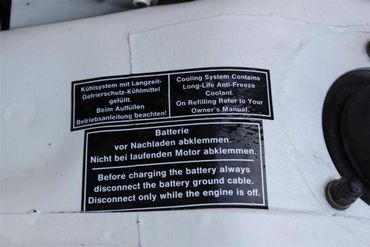 Kühlsystem mit Langzeit-
Gefrierschutz-Kühlmittel
gefüllt.
Beim Auffüllen
Betriebsanleitung beachten!
Cooling System Contains
Long-Life Anti-Freeze
Coolant.
On Refilling Refer to Your
Owner's Manual.
Batterie
vor Nachladen abklemmen.
Nicht bei laufenden Motor abklemmen.
Before charging the battery always
disconnect the battery ground cable.
Disconnect only while the engine is off.